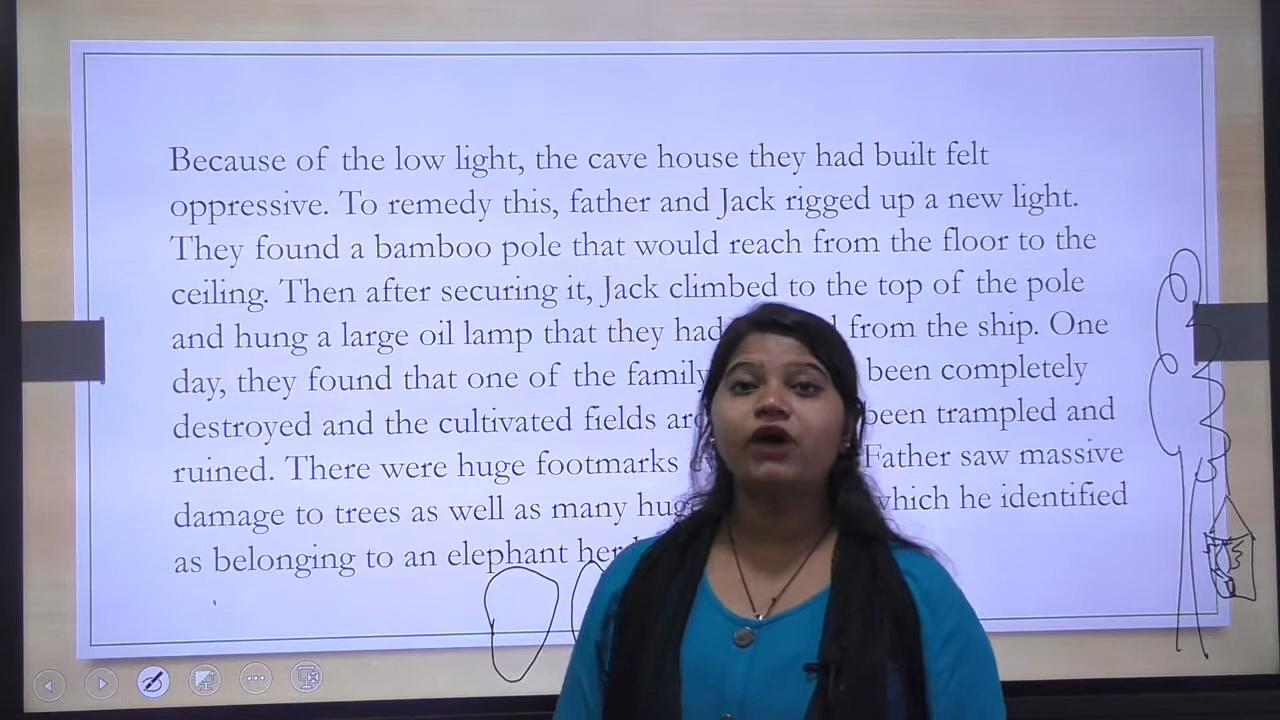 Because of the low light, the cave house they had built felt
oppressive. To remedy this, father and Jack rigged up a new light.
They found a bamboo pole that would reach from the floor to the
ceiling. Then after securing it, Jack climbed to the top of the pole
and hung a large oil lamp that they had from the ship. One
day, they found that one of the family been completely
destroyed and the cultivated fields been trampled and
ruined. There were huge footmarks Father saw massive
damage to trees as well as many which he identified
as belonging to an elephant